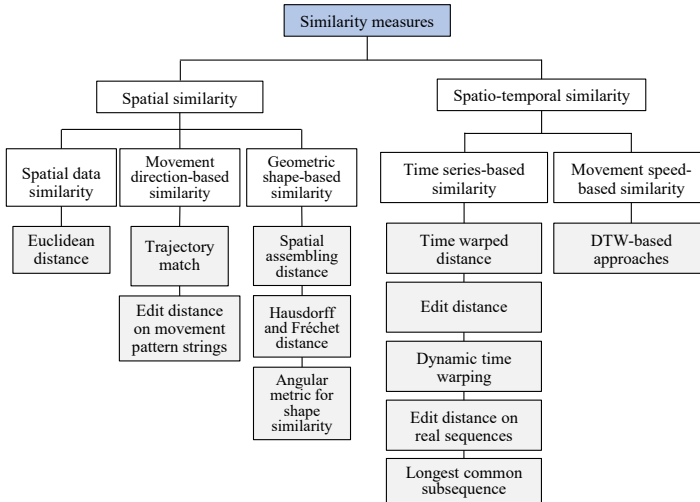 Similarity measures
Spatial similarity
Spatio-temporal similarity
Spatial data
similarity
Movement
direction-based
similarity
Geometric
shape-based
similarity
Time series-based
similarity
Movement speed-
based similarity
Euclidean
distance
Trajectory
match
Edit distance
on movement
pattern strings
Spatial
assembling
distance
Hausdorff
and Fréchet
distance
Angular
metric for
shape
similarity
Time warped
distance
Edit distance
Dynamic time
warping
Edit distance on
real sequences
Longest common
subsequence
DTW-based
approaches